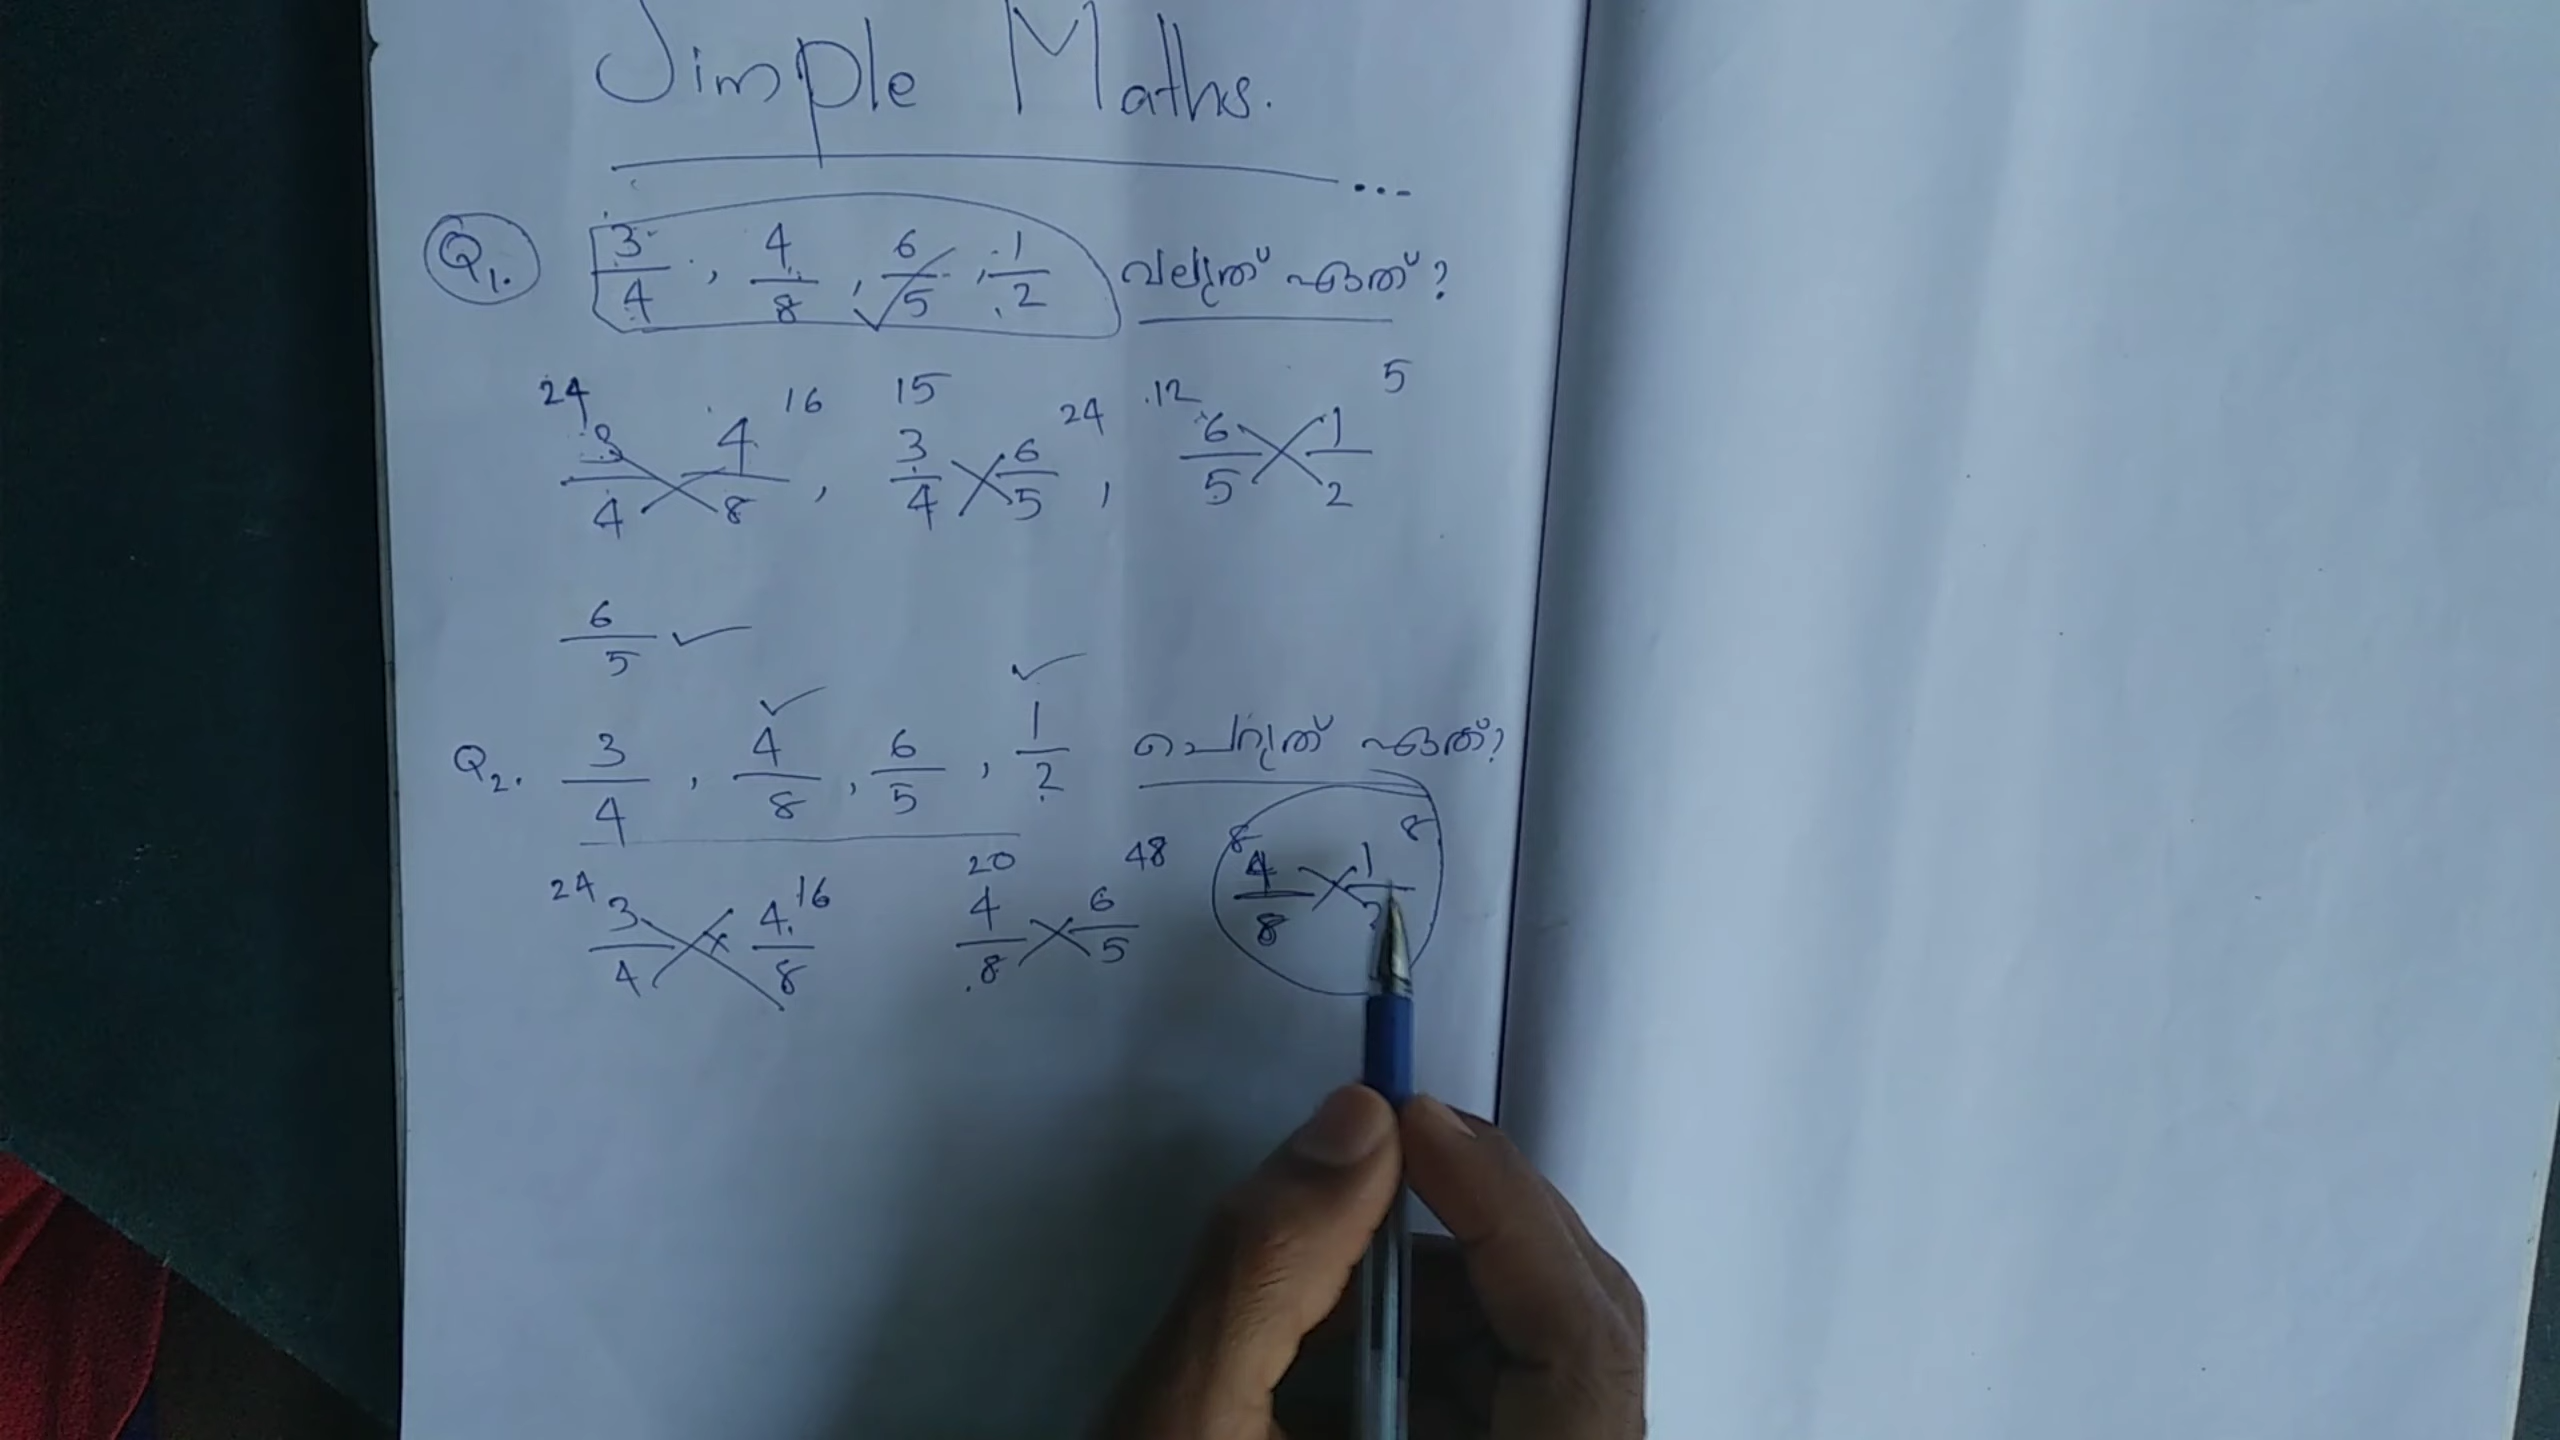 Simple Maths.
Q1. 3/4, 4/8, 6/5, 1/2 വലുത് ഏത്?
24 3/4 4/8 16, 15 3/4 6/5 24, 12 6/5 1/2 5
6/5 ✓
Q2. 3/4, 4/8, 6/5, 1/2 ചെറുത് ഏത്?
24 3/4 4/8 16 20 4/8 6/5 48 8 4/8 1/2 8